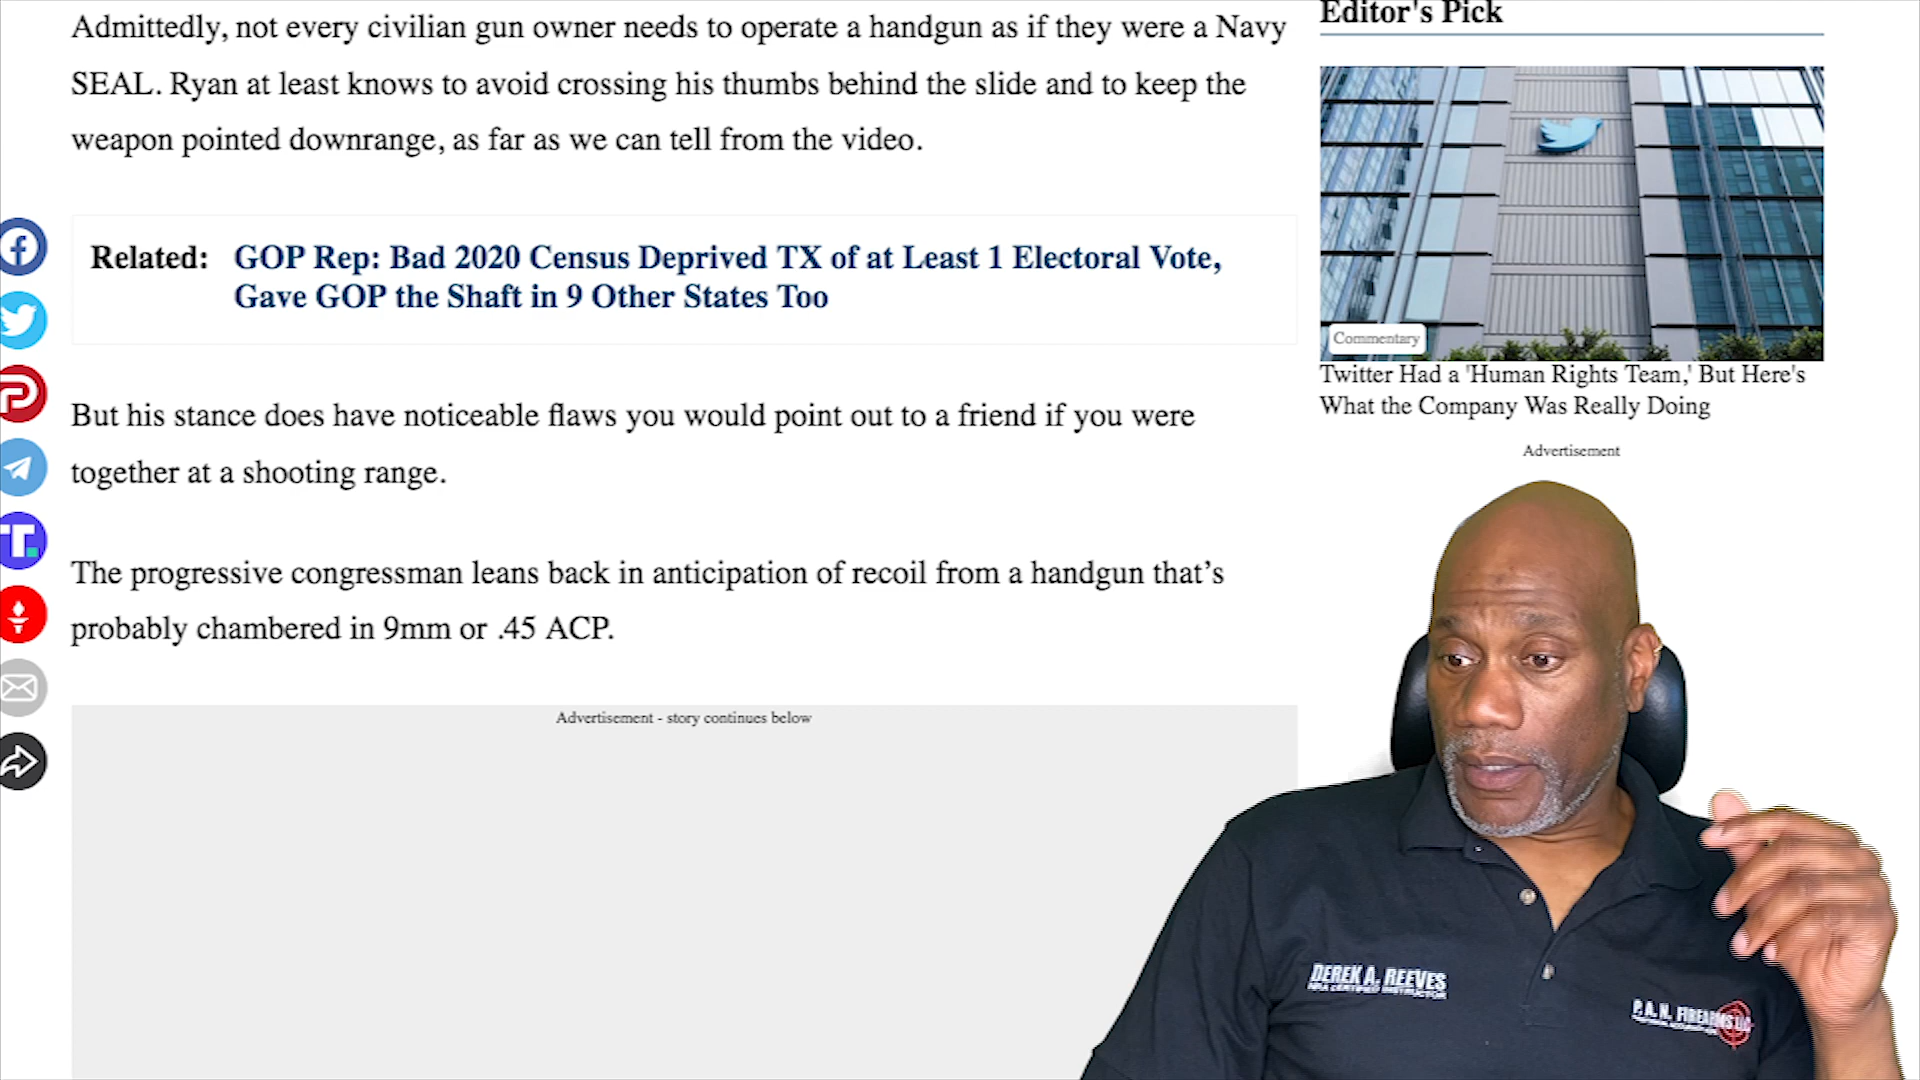 Admittedly, not every civilian gun owner needs to operate a handgun as if they were a Navy
SEAL. Ryan at least knows to avoid crossing his thumbs behind the slide and to keep the
weapon pointed downrange, as far as we can tell from the video.
Related: GOP Rep: Bad 2020 Census Deprived TX of at Least 1 Electoral Vote,
Gave GOP the Shaft in 9 Other States Too
But his stance does have noticeable flaws you would point out to a friend if you were
together at a shooting range.
The progressive congressman leans back in anticipation of recoil from a handgun that’s
probably chambered in 9mm or .45 ACP.
Advertisement - story continues below
Editor's Pick
Commentary
Twitter Had a 'Human Rights Team,' But Here's
What the Company Was Really Doing
Advertisement
DEREK A. REEVES
NRA CERTIFIED INSTRUCTOR
P.A.N. FIREARMS LLC